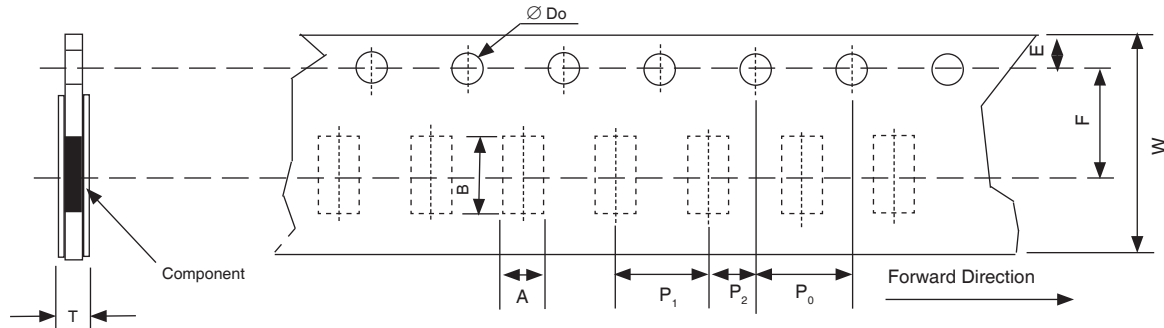 ∅ Do
E
F
W
B
Component
T
A
P₁
P₂
P₀
Forward Direction